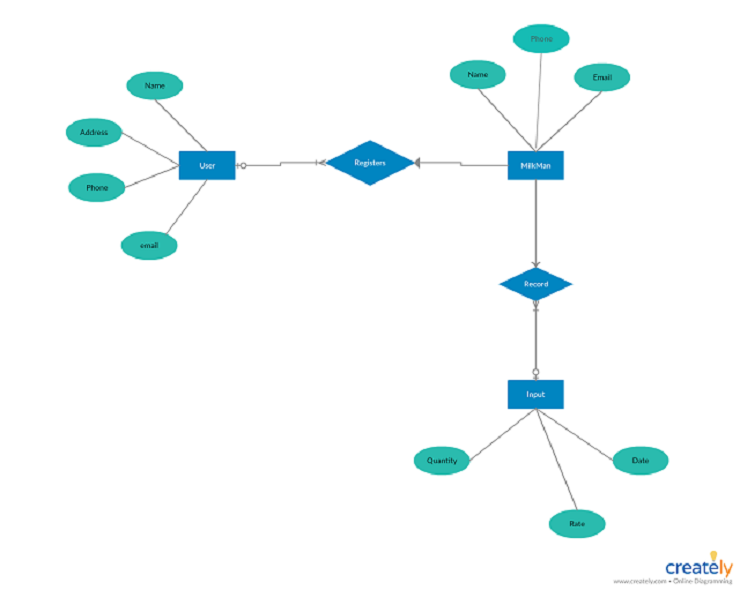 Phone
Name
Email
Name
Address
Phone
email
User
Registers
MilkMan
Record
Input
Quantity
Date
Rate
creately
www.creately.com • Online Diagramming